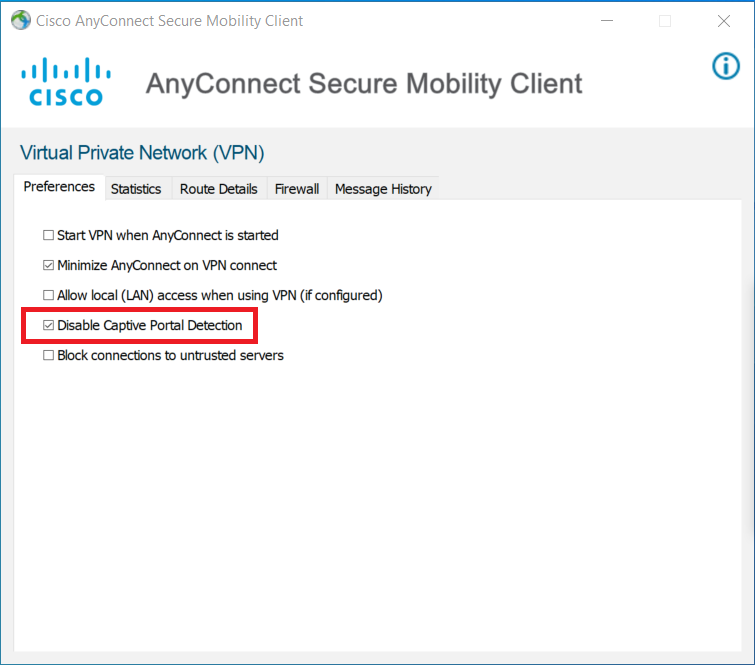 Cisco AnyConnect Secure Mobility Client
CISCO
AnyConnect Secure Mobility Client
Virtual Private Network (VPN)
Preferences Statistics Route Details Firewall Message History
Start VPN when AnyConnect is started
Minimize AnyConnect on VPN connect
Allow local (LAN) access when using VPN (if configured)
Disable Captive Portal Detection
Block connections to untrusted servers